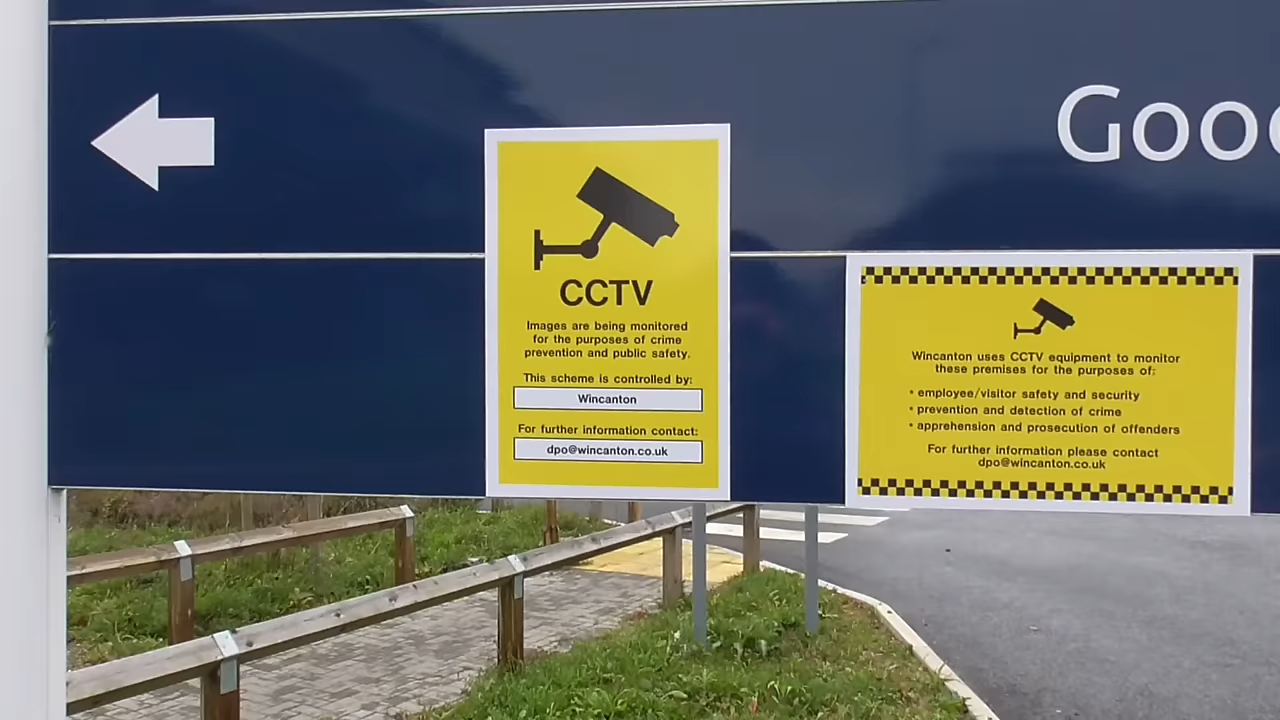 CCTV
Images are being monitored
for the purposes of crime
prevention and public safety.
This scheme is controlled by:
Wincanton
For further information contact:
dpo@wincanton.co.uk
Wincanton uses CCTV equipment to monitor
these premises for the purposes of:
• employee/visitor safety and security
• prevention and detection of crime
• apprehension and prosecution of offenders
For further information please contact
dpo@wincanton.co.uk